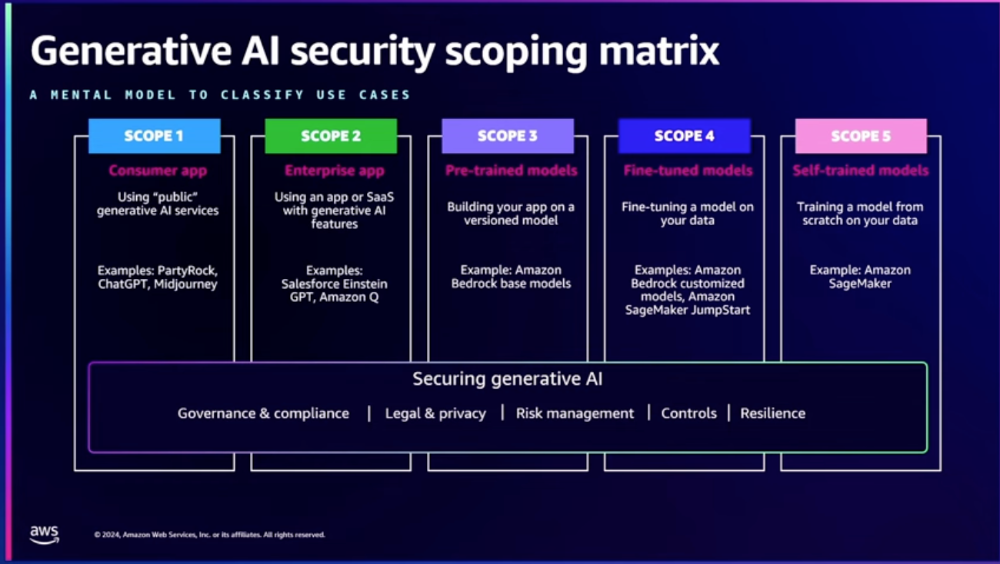 Generative AI security scoping matrix
A MENTAL MODEL TO CLASSIFY USE CASES
SCOPE 1
Consumer app
Using “public”
generative AI services
Examples: PartyRock,
ChatGPT, Midjourney
SCOPE 2
Enterprise app
Using an app or SaaS
with generative AI
features
Examples:
Salesforce Einstein
GPT, Amazon Q
SCOPE 3
Pre-trained models
Building your app on a
versioned model
Example: Amazon
Bedrock base models
SCOPE 4
Fine-tuned models
Fine-tuning a model on
your data
Examples: Amazon
Bedrock customized
models, Amazon
SageMaker JumpStart
SCOPE 5
Self-trained models
Training a model from
scratch on your data
Example: Amazon
SageMaker
Securing generative AI
Governance & compliance | Legal & privacy | Risk management | Controls | Resilience
aws
© 2024, Amazon Web Services, Inc. or its affiliates. All rights reserved.